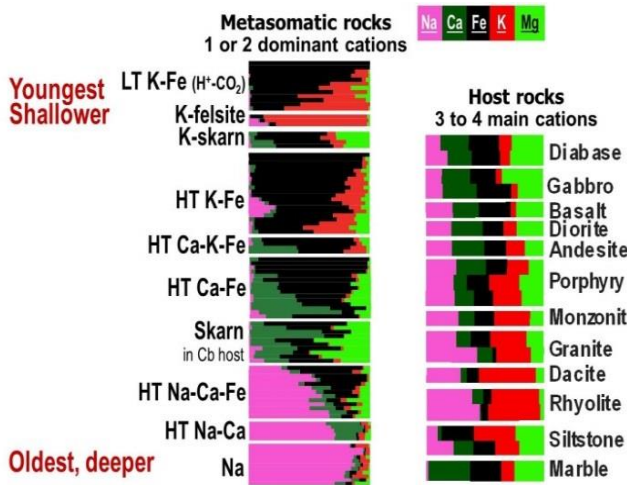 Metasomatic rocks
1 or 2 dominant cations
Na Ca Fe K Mg
Youngest
Shallower
LT K-Fe (H⁺-CO₂)
K-felsite
K-skarn
HT K-Fe
HT Ca-K-Fe
HT Ca-Fe
Skarn
in Cb host
HT Na-Ca-Fe
HT Na-Ca
Na
Oldest, deeper
Host rocks
3 to 4 main cations
Diabase
Gabbro
Basalt
Diorite
Andesite
Porphyry
Monzonit
Granite
Dacite
Rhyolite
Siltstone
Marble